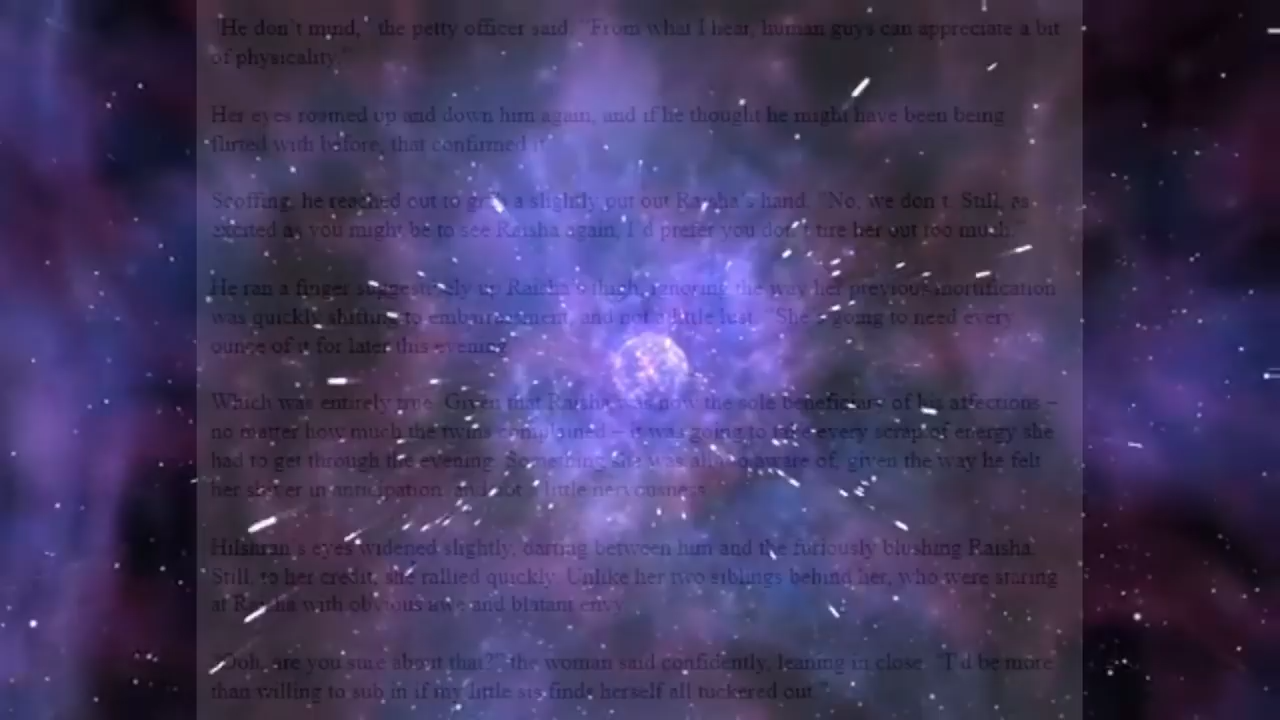 "He don't mind," the petty officer said. "From what I hear, human guys can appreciate a bit
of physicality."
Her eyes roamed up and down him again, and if he thought he might have been being
flirted with before, that confirmed it.
Scoffing, he reached out to grab a slightly put out Raisha's hand. "No, we don't. Still, as
excited as you might be to see Raisha again, I'd prefer you don't tire her out too much."
He ran a finger suggestively up Raisha's thigh, ignoring the way her previous mortification
was quickly shifting to embarrassment, and not a little lust. "She's going to need every
ounce of it for later this evening."
Which was entirely true. Given that Raisha was now the sole beneficiary of his affections –
no matter how much the twins complained – it was going to take every scrap of energy she
had to get through the evening. Something she was all too aware of, given the way he felt
her shiver in anticipation, and not a little nervousness.
Hilshran's eyes widened slightly, darting between him and the furiously blushing Raisha.
Still, to her credit, she rallied quickly. Unlike her two siblings behind her, who were staring
at Raisha with obvious awe and blatant envy.
"Ooh, are you sure about that?" the woman said confidently, leaning in close. "I'd be more
than willing to sub in if my little sis finds herself all tuckered out."